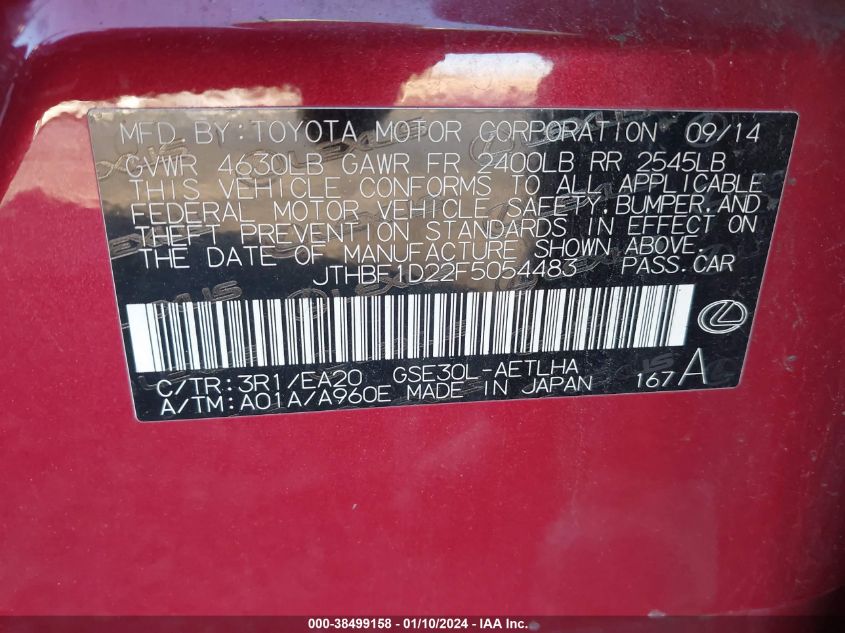 MFD BY:TOYOTA MOTOR CORPORATION 09/14
GVWR 4630LB GAWR FR 2400LB RR 2545LB
THIS VEHICLE CONFORMS TO ALL APPLICABLE
FEDERAL MOTOR VEHICLE SAFETY,BUMPER,AND
THEFT PREVENTION STANDARDS IN EFFECT ON
THE DATE OF MANUFACTURE SHOWN ABOVE.
JTHBF1D22F5054483 PASS.CAR
C/TR:3R1/EA20 GSE30L-AETLHA
A/TM:A01A/A960E MADE IN JAPAN 167A
000-38499158 - 01/10/2024 - IAA Inc.